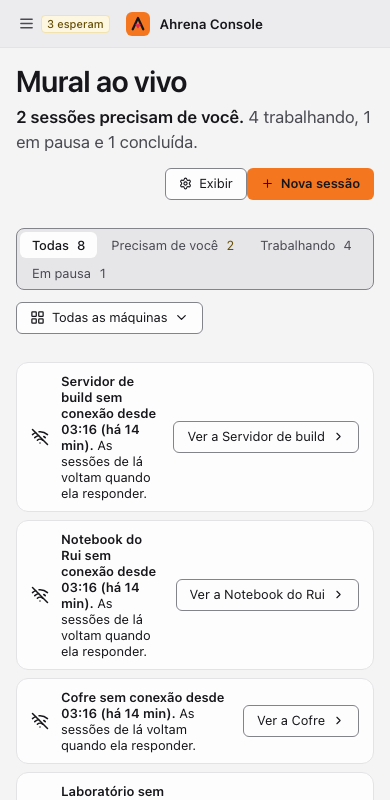 3 esperam
Ahrena Console
Mural ao vivo
2 sessões precisam de você. 4 trabalhando, 1
em pausa e 1 concluída.
Exibir
+ Nova sessão
Todas 8
Precisam de você 2
Trabalhando 4
Em pausa 1
Todas as máquinas
Servidor de
build sem
conexão desde
03:16 (há 14
min). As
sessões de lá
voltam quando
ela responder.
Ver a Servidor de build
Notebook do
Rui sem
conexão desde
03:16 (há 14
min). As
sessões de lá
voltam quando
ela responder.
Ver a Notebook do Rui
Cofre sem conexão desde
03:16 (há 14 min). As
sessões de lá voltam
quando ela responder.
Ver a Cofre
Laboratório sem